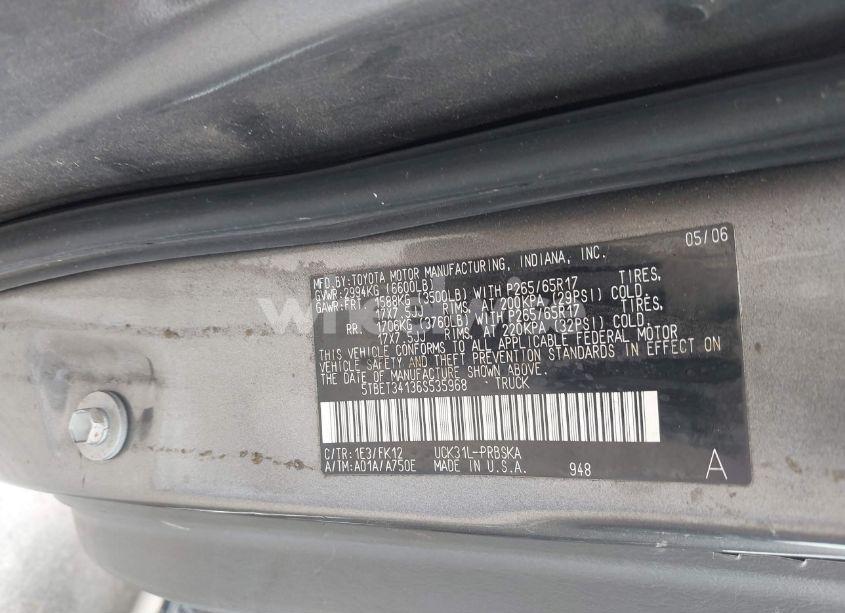 05/06
MFD.BY:TOYOTA MOTOR MANUFACTURING, INDIANA, INC.
GVWR:2994KG (6600LB)
GAWR:FRT. 1588KG (3500LB) WITH P265/65R17 TIRES,
17X7.5JJ RIMS, AT 200KPA (29PSI) COLD.
RR. 1706KG (3760LB) WITH P265/65R17 TIRES,
17X7.5JJ RIMS, AT 220KPA (32PSI) COLD.
THIS VEHICLE CONFORMS TO ALL APPLICABLE FEDERAL MOTOR
VEHICLE SAFETY AND THEFT PREVENTION STANDARDS IN EFFECT ON
THE DATE OF MANUFACTURE SHOWN ABOVE.
5TBET34136S535968 TRUCK
C/TR:1E3/FK12 UCK31L-PRBSKA
A/TM:A01A/A750E MADE IN U.S.A. 948 A